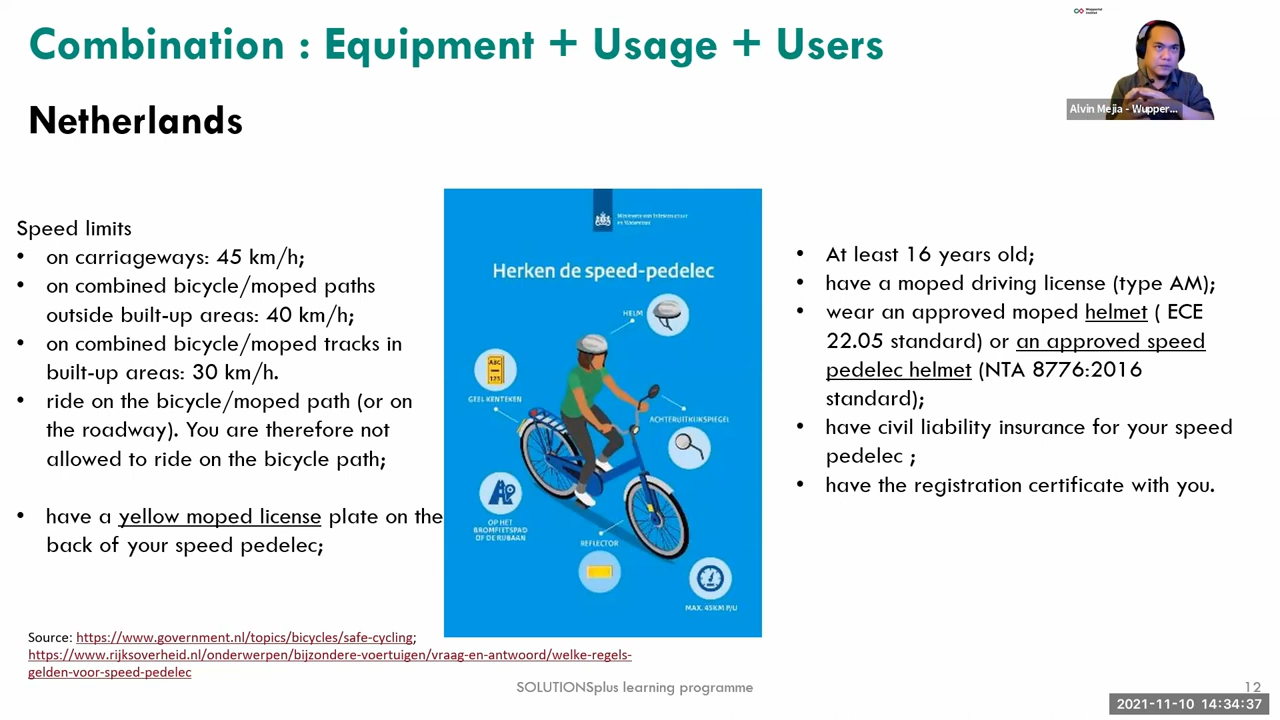 Combination : Equipment + Usage + Users
Wuppertal
Institut
Alvin Mejia - Wupper...
Netherlands
Speed limits
• on carriageways: 45 km/h;
• on combined bicycle/moped paths
outside built-up areas: 40 km/h;
• on combined bicycle/moped tracks in
built-up areas: 30 km/h.
• ride on the bicycle/moped path (or on
the roadway). You are therefore not
allowed to ride on the bicycle path;
• have a yellow moped license plate on the
back of your speed pedelec;
Ministerie van Infrastructuur
en Waterstaat
Herken de speed-pedelec
HELM
GEEL KENTEKEN
ACHTERUITKIJKSPIEGEL
OP HET
BROMFIETSPAD
OF DE RIJBAAN
REFLECTOR
MAX. 45KM P/U
• At least 16 years old;
• have a moped driving license (type AM);
• wear an approved moped helmet ( ECE
22.05 standard) or an approved speed
pedelec helmet (NTA 8776:2016
standard);
• have civil liability insurance for your speed
pedelec ;
• have the registration certificate with you.
Source: https://www.government.nl/topics/bicycles/safe-cycling;
https://www.rijksoverheid.nl/onderwerpen/bijzondere-voertuigen/vraag-en-antwoord/welke-regels-
gelden-voor-speed-pedelec
SOLUTIONSplus learning programme
12
2021-11-10 14:34:37